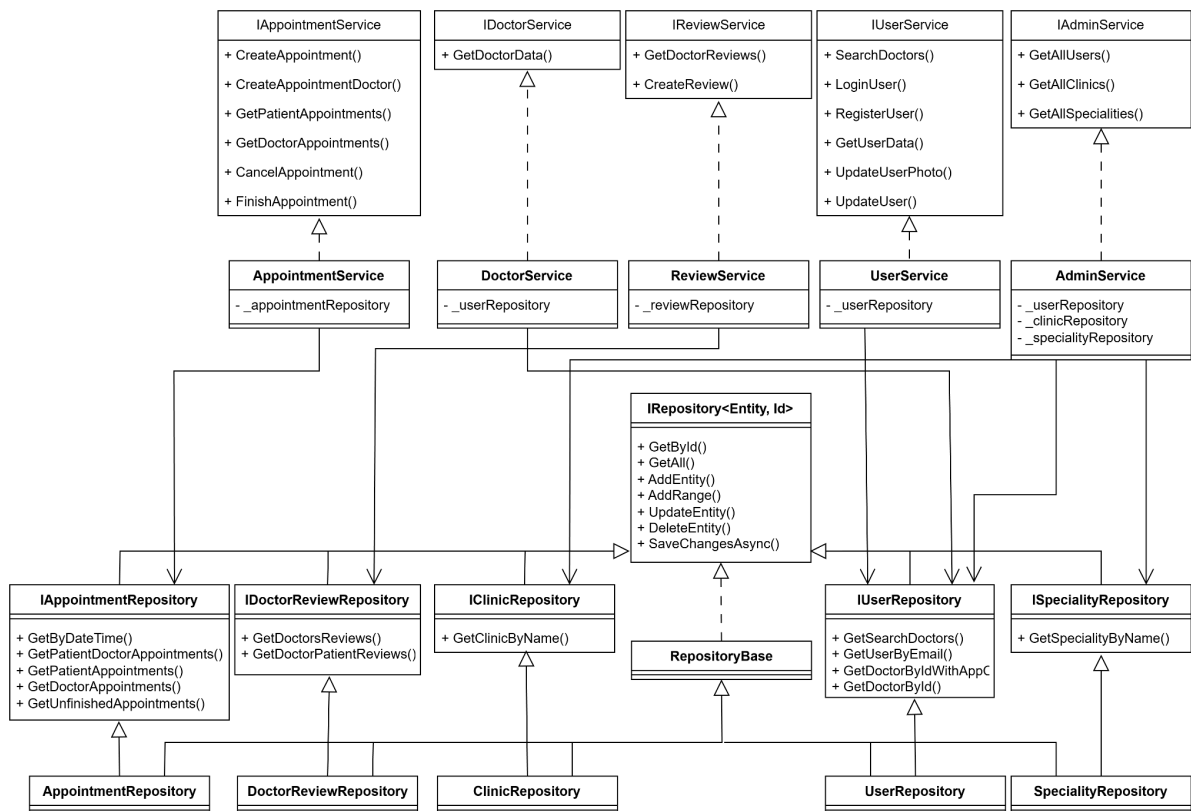 IAppointmentService
+ CreateAppointment()
+ CreateAppointmentDoctor()
+ GetPatientAppointments()
+ GetDoctorAppointments()
+ CancelAppointment()
+ FinishAppointment()
IDoctorService
+ GetDoctorData()
IReviewService
+ GetDoctorReviews()
+ CreateReview()
IUserService
+ SearchDoctors()
+ LoginUser()
+ RegisterUser()
+ GetUserData()
+ UpdateUserPhoto()
+ UpdateUser()
IAdminService
+ GetAllUsers()
+ GetAllClinics()
+ GetAllSpecialities()
AppointmentService
- _appointmentRepository
DoctorService
- _userRepository
ReviewService
- _reviewRepository
UserService
- _userRepository
AdminService
- _userRepository
- _clinicRepository
- _specialityRepository
IRepository<Entity, Id>
+ GetById()
+ GetAll()
+ AddEntity()
+ AddRange()
+ UpdateEntity()
+ DeleteEntity()
+ SaveChangesAsync()
IAppointmentRepository
+ GetByDateTime()
+ GetPatientDoctorAppointments()
+ GetPatientAppointments()
+ GetDoctorAppointments()
+ GetUnfinishedAppointments()
IDoctorReviewRepository
+ GetDoctorsReviews()
+ GetDoctorPatientReviews()
IClinicRepository
+ GetClinicByName()
RepositoryBase
IUserRepository
+ GetSearchDoctors()
+ GetUserByEmail()
+ GetDoctorByIdWithAppC
+ GetDoctorById()
ISpecialityRepository
+ GetSpecialityByName()
AppointmentRepository
DoctorReviewRepository
ClinicRepository
UserRepository
SpecialityRepository